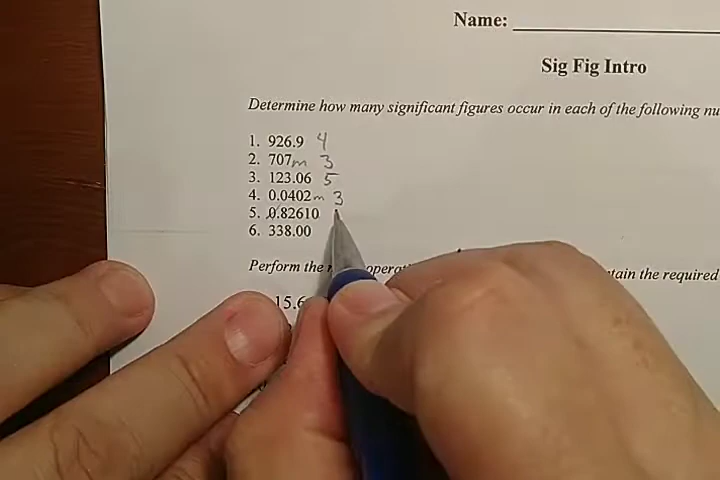 Name:
Sig Fig Intro
Determine how many significant figures occur in each of the following
1. 926.9 4
2. 707m 3
3. 123.06 5
4. 0.0402m 3
5. 0.82610
6. 338.00
Perform the
15.6
the required